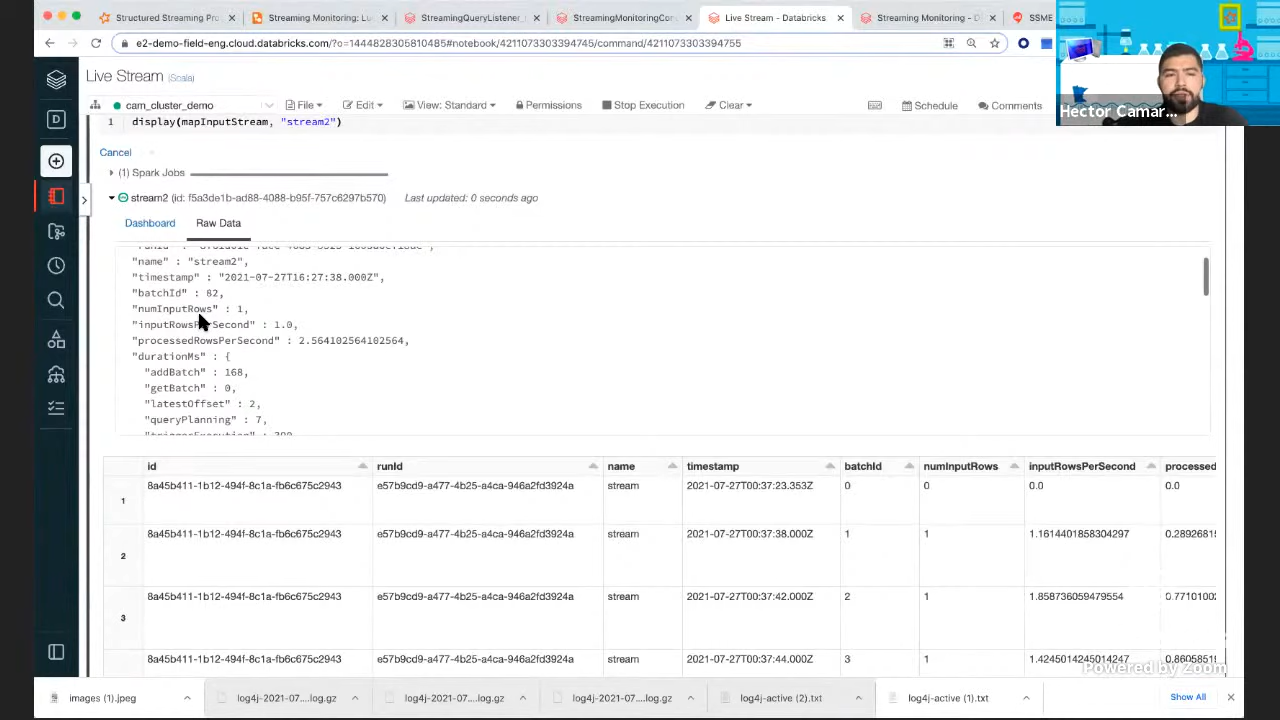 Structured Streaming Pro
Streaming Monitoring: Lu
StreamingQueryListener
StreamingMonitoringCon
Live Stream - Databricks
Streaming Monitoring - D
SSME
e2-demo-field-eng.cloud.databricks.com/?o=1444828305810485#notebook/4211073303394745/command/4211073303394755
Live Stream (Scala)
D
cam_cluster_demo
File
Edit
View: Standard
Permissions
Stop Execution
Clear
Schedule
Comments
Hector Camar...
1 display(mapInputStream, "stream2")
Cancel
(1) Spark Jobs
stream2 (id: f5a3de1b-ad88-4088-b95f-757c6297b570) Last updated: 0 seconds ago
Dashboard Raw Data
"name" : "stream2",
"timestamp" : "2021-07-27T16:27:38.000Z",
"batchId" : 82,
"numInputRows" : 1,
"inputRowsPerSecond" : 1.0,
"processedRowsPerSecond" : 2.564102564102564,
"durationMs" : {
"addBatch" : 168,
"getBatch" : 0,
"latestOffset" : 2,
"queryPlanning" : 7,
id runId name timestamp batchId numInputRows inputRowsPerSecond processed
1 8a45b411-1b12-494f-8c1a-fb6c675c2943 e57b9cd9-a477-4b25-a4ca-946a2fd3924a stream 2021-07-27T00:37:23.353Z 0 0 0.0 0.0
2 8a45b411-1b12-494f-8c1a-fb6c675c2943 e57b9cd9-a477-4b25-a4ca-946a2fd3924a stream 2021-07-27T00:37:38.000Z 1 1 1.1614401858304297 0.2892681
3 8a45b411-1b12-494f-8c1a-fb6c675c2943 e57b9cd9-a477-4b25-a4ca-946a2fd3924a stream 2021-07-27T00:37:42.000Z 2 1 1.858736059479554 0.7710100
8a45b411-1b12-494f-8c1a-fb6c675c2943 e57b9cd9-a477-4b25-a4ca-946a2fd3924a stream 2021-07-27T00:37:44.000Z 3 1 1.4245014245014247 0.8605851
Powered by Zoom
images (1).jpeg
log4j-2021-07....log.gz
log4j-2021-07....log.gz
log4j-2021-07....log.gz
log4j-active (2).txt
log4j-active (1).txt
Show All